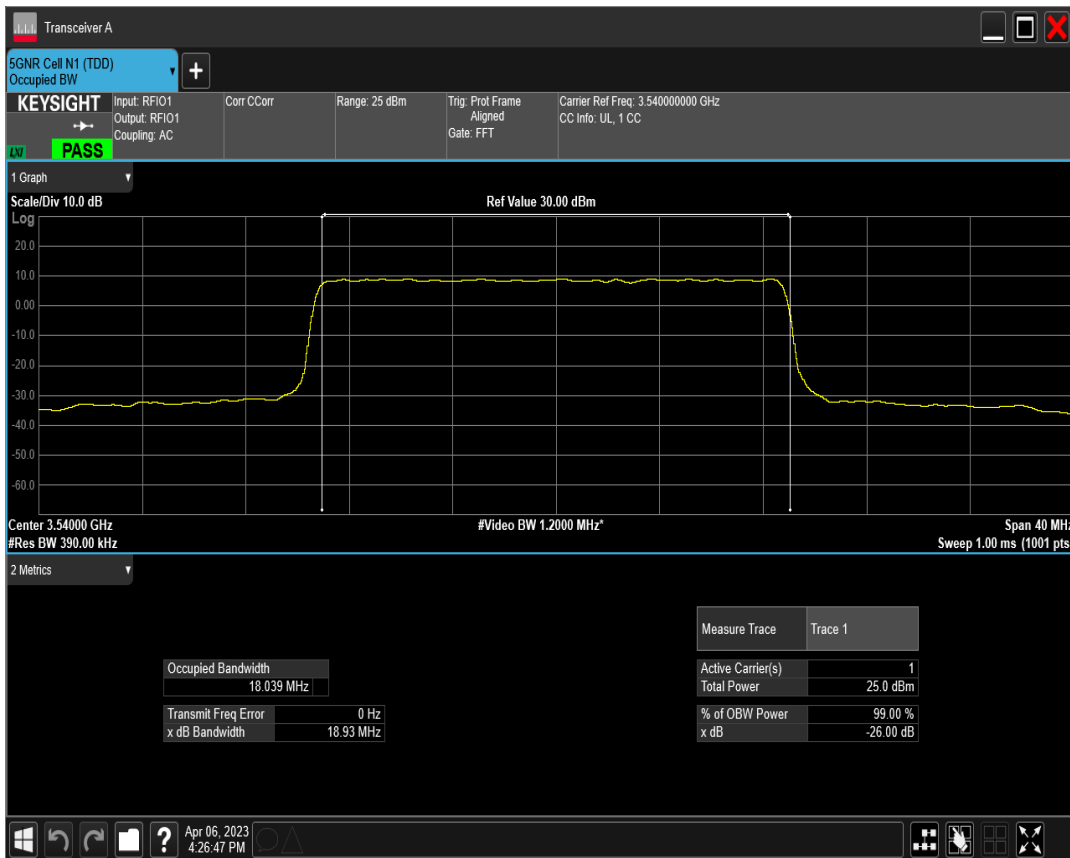 Transceiver A
5GNR Cell N1 (TDD)
Occupied BW
KEYSIGHT
LXI
PASS
Input: RFIO1
Output: RFIO1
Coupling: AC
Corr CCorr
Range: 25 dBm
Trig: Prot Frame
Aligned
Gate: FFT
Carrier Ref Freq: 3.540000000 GHz
CC Info: UL, 1 CC
1 Graph
Scale/Div 10.0 dB
Ref Value 30.00 dBm
Log
20.0
10.0
0.00
-10.0
-20.0
-30.0
-40.0
-50.0
-60.0
Center 3.54000 GHz
#Video BW 1.2000 MHz*
Span 40 MHz
#Res BW 390.00 kHz
Sweep 1.00 ms (1001 pts
2 Metrics
Measure Trace Trace 1
Occupied Bandwidth
18.039 MHz
Active Carrier(s) 1
Total Power 25.0 dBm
Transmit Freq Error 0 Hz
x dB Bandwidth 18.93 MHz
% of OBW Power 99.00 %
x dB -26.00 dB
?
Apr 06, 2023
4:26:47 PM